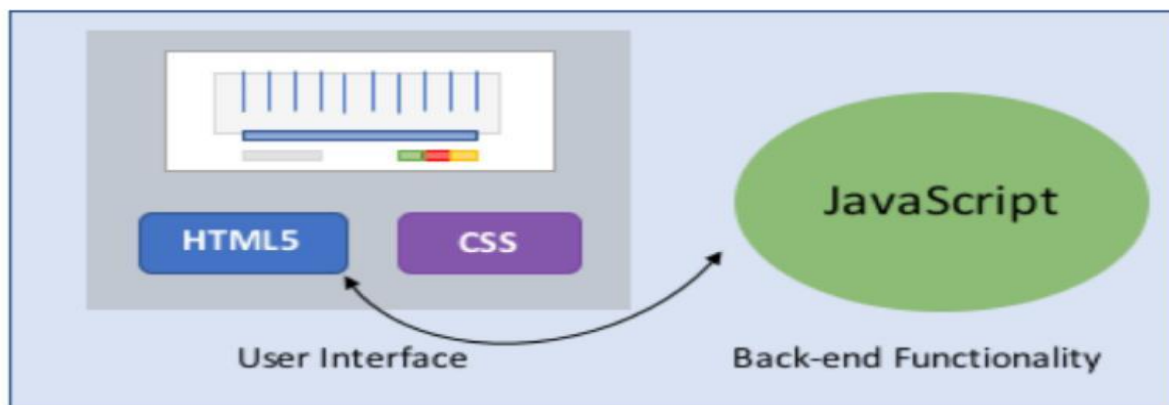 HTML5
CSS
JavaScript
User Interface
Back-end Functionality